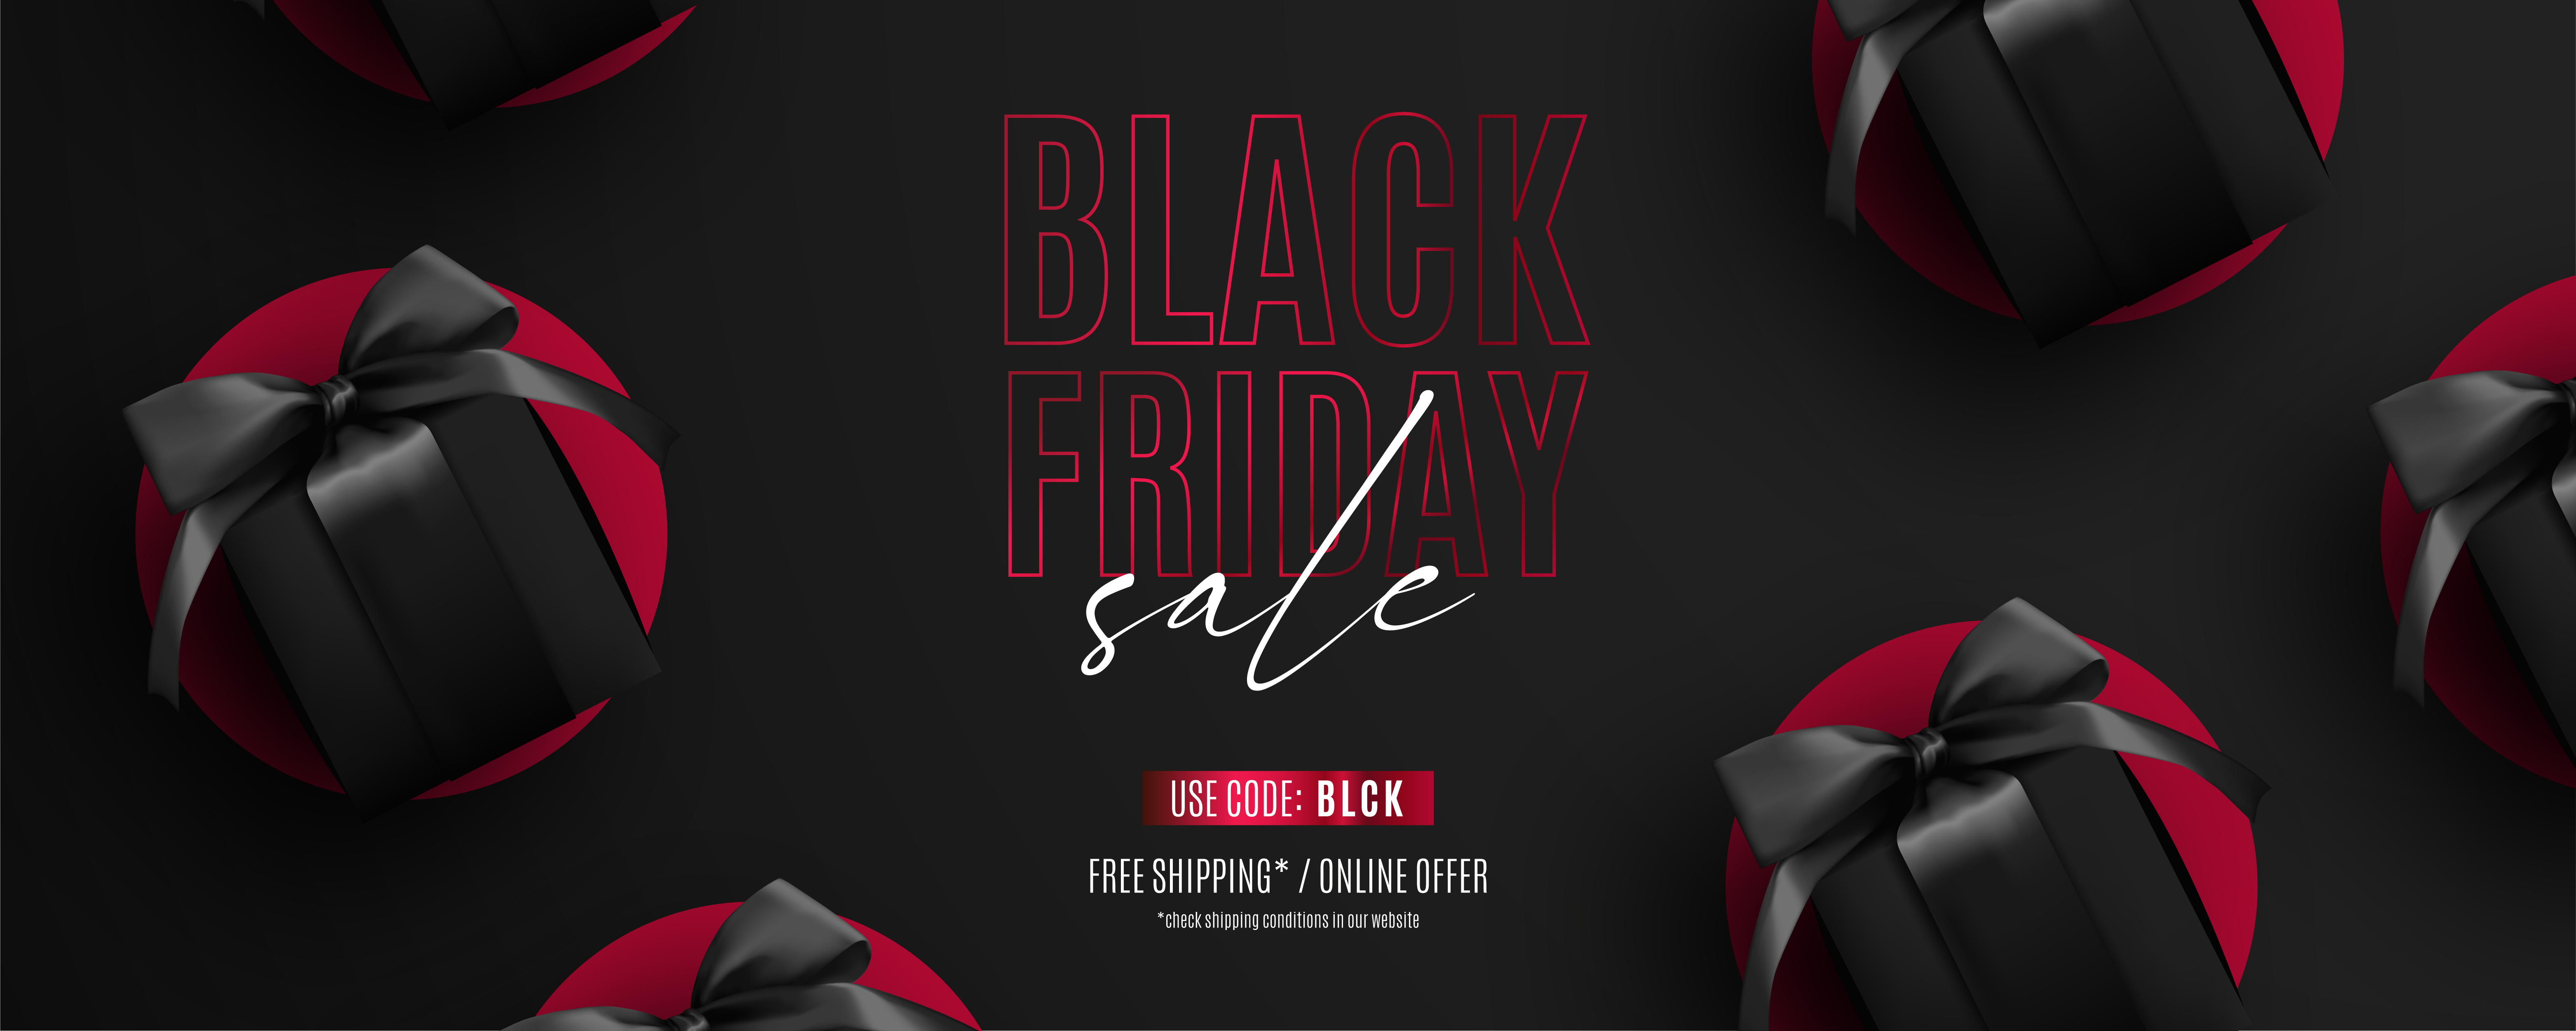 BLACK
FRIDAY
sale
USE CODE: BLCK
FREE SHIPPING* / ONLINE OFFER
*check shipping conditions in our website